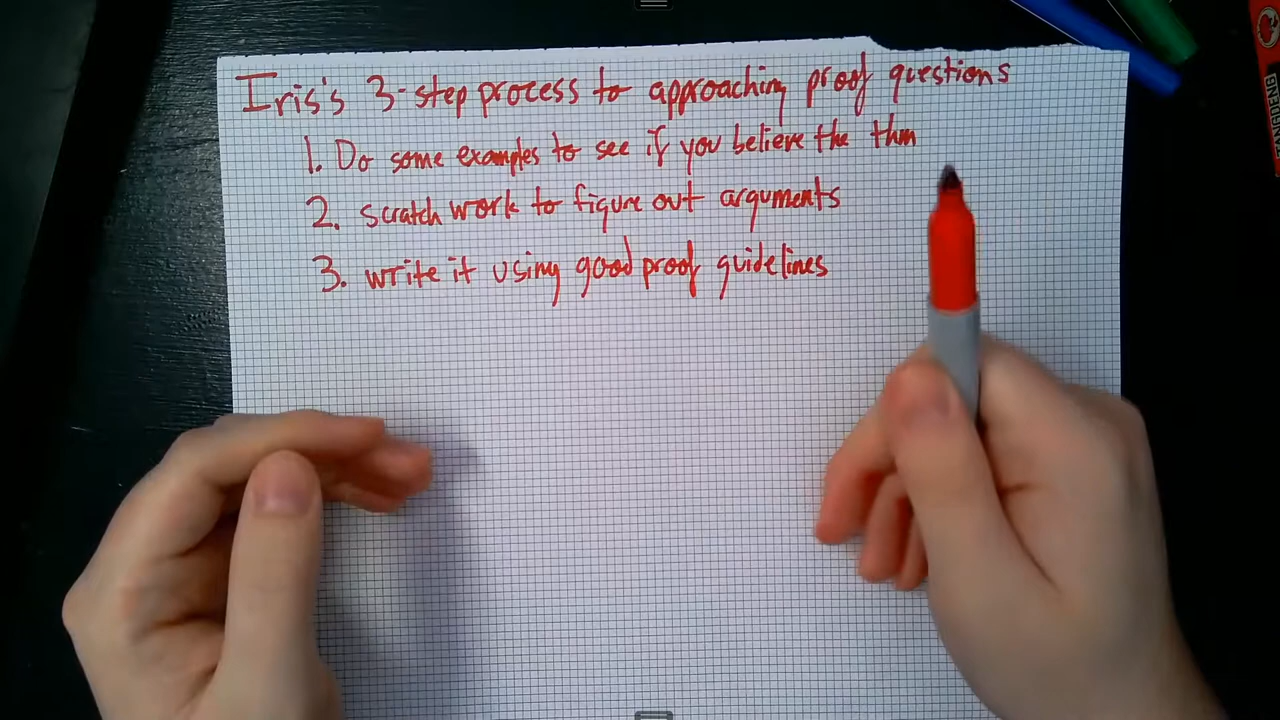 Iris's 3-step process to approaching proof questions
1. Do some examples to see if you believe the thm
2. scratch work to figure out arguments
3. write it using good proof guidelines